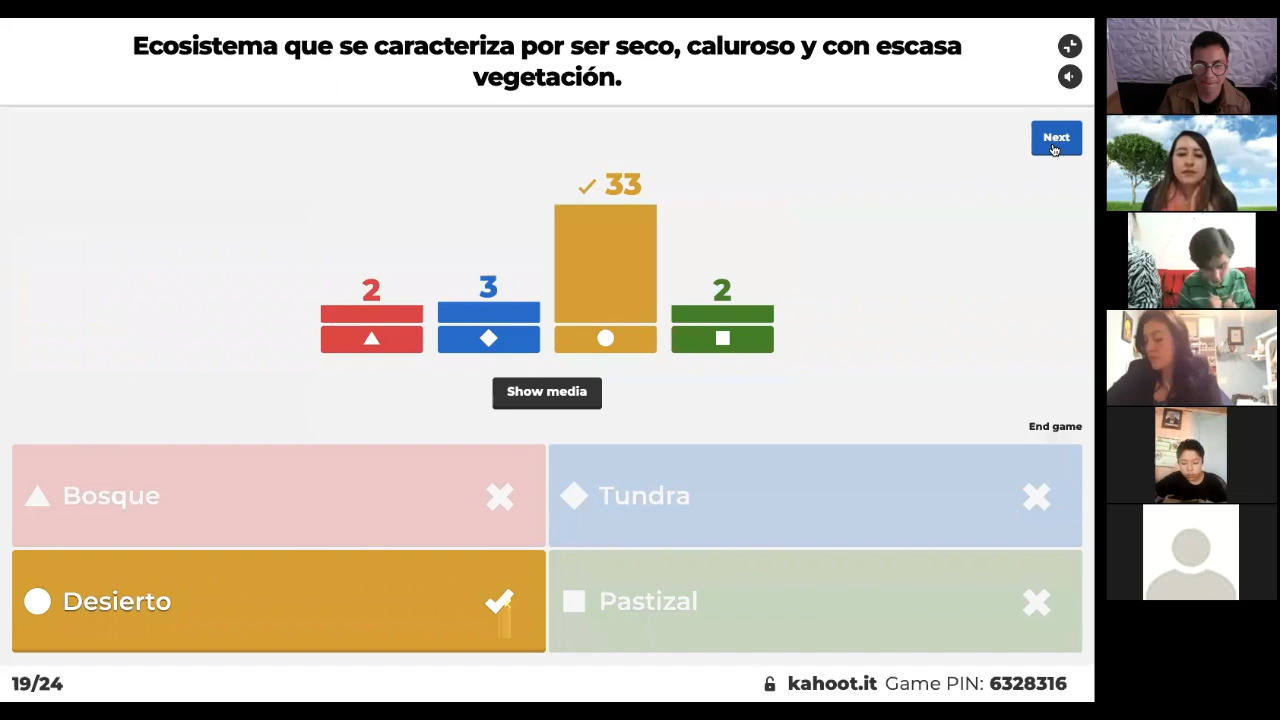 Ecosistema que se caracteriza por ser seco, caluroso y con escasa
vegetación.
Next
33
2
3
2
Show media
End game
Bosque
Tundra
Desierto
Pastizal
19/24
kahoot.it Game PIN: 6328316